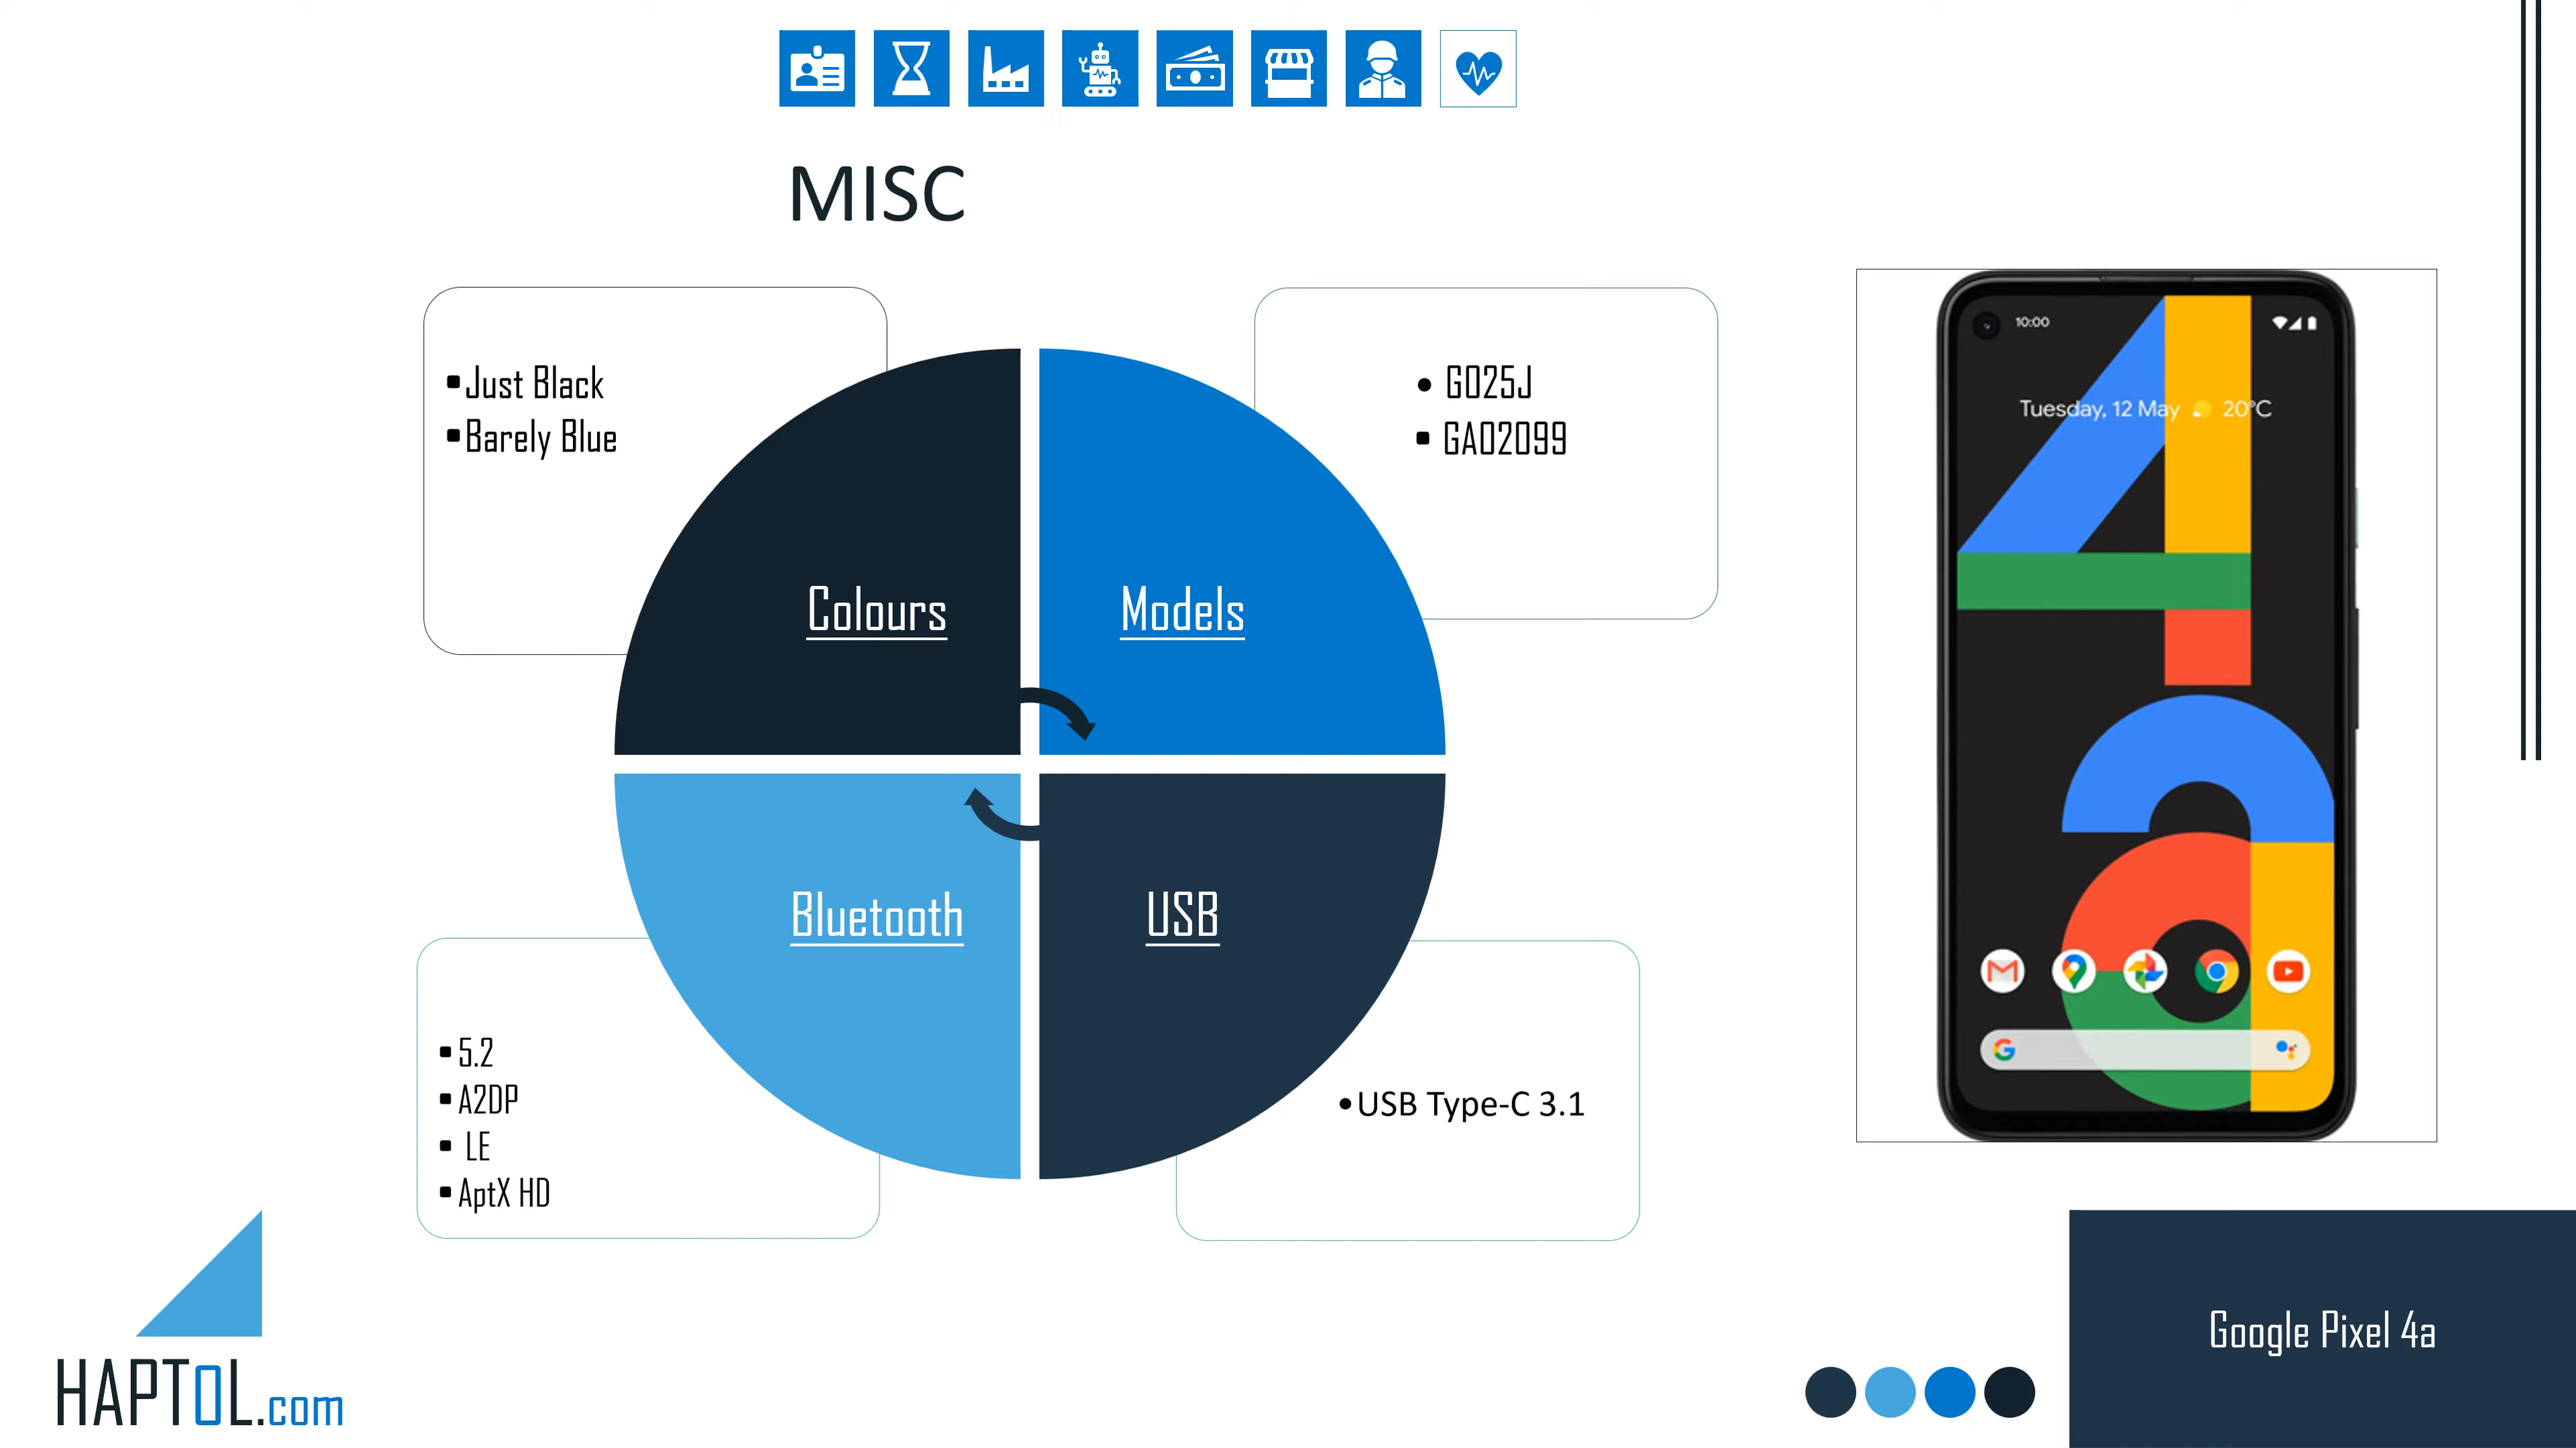 MISC
Just Black
Barely Blue
G025J
GA02099
Colours
Models
Bluetooth
USB
5.2
A2DP
LE
AptX HD
USB Type-C 3.1
10:00
Tuesday, 12 May 20°C
Google Pixel 4a
HAPTOL.com